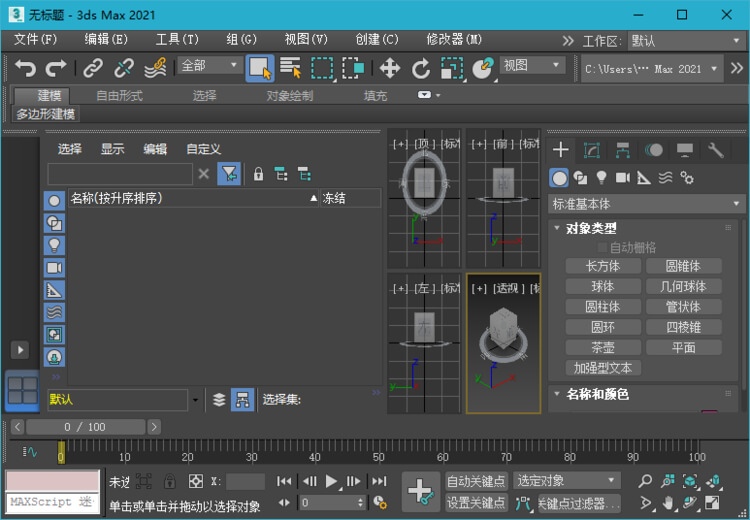 3 无标题 - 3ds Max 2021
文件(F) 编辑(E) 工具(T) 组(G) 视图(V) 创建(C) 修改器(M) 工作区: 默认
全部 视图 C:\Users\··· Max 2021
建模 自由形式 选择 对象绘制 填充
多边形建模
选择 显示 编辑 自定义
名称(按升序排序) 冻结
默认 选择集:
[+] [顶] [标准
[+] [前] [标
[+] [左] [标准
[+] [透视] [标
标准基本体
对象类型
自动栅格
长方体 圆锥体
球体 几何球体
圆柱体 管状体
圆环 四棱锥
茶壶 平面
加强型文本
名称和颜色
0 / 100
0 10 20 30 40 50 60 70 80 90 100
未选 X: 自动关键点 选定对象
MAXScript 迷 单击或单击并拖动以选择对象 0 设置关键点 关键点过滤器...